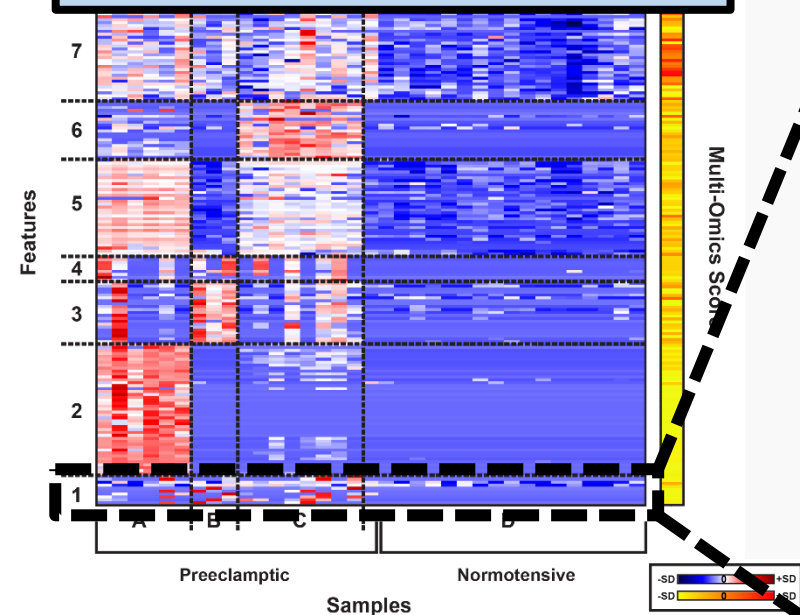 7
6
5
4
3
2
1
Features
A B C D
Preeclamptic Normotensive
Samples
Multi-Omics Score
-SD 0 +SD
-SD 0 +SD